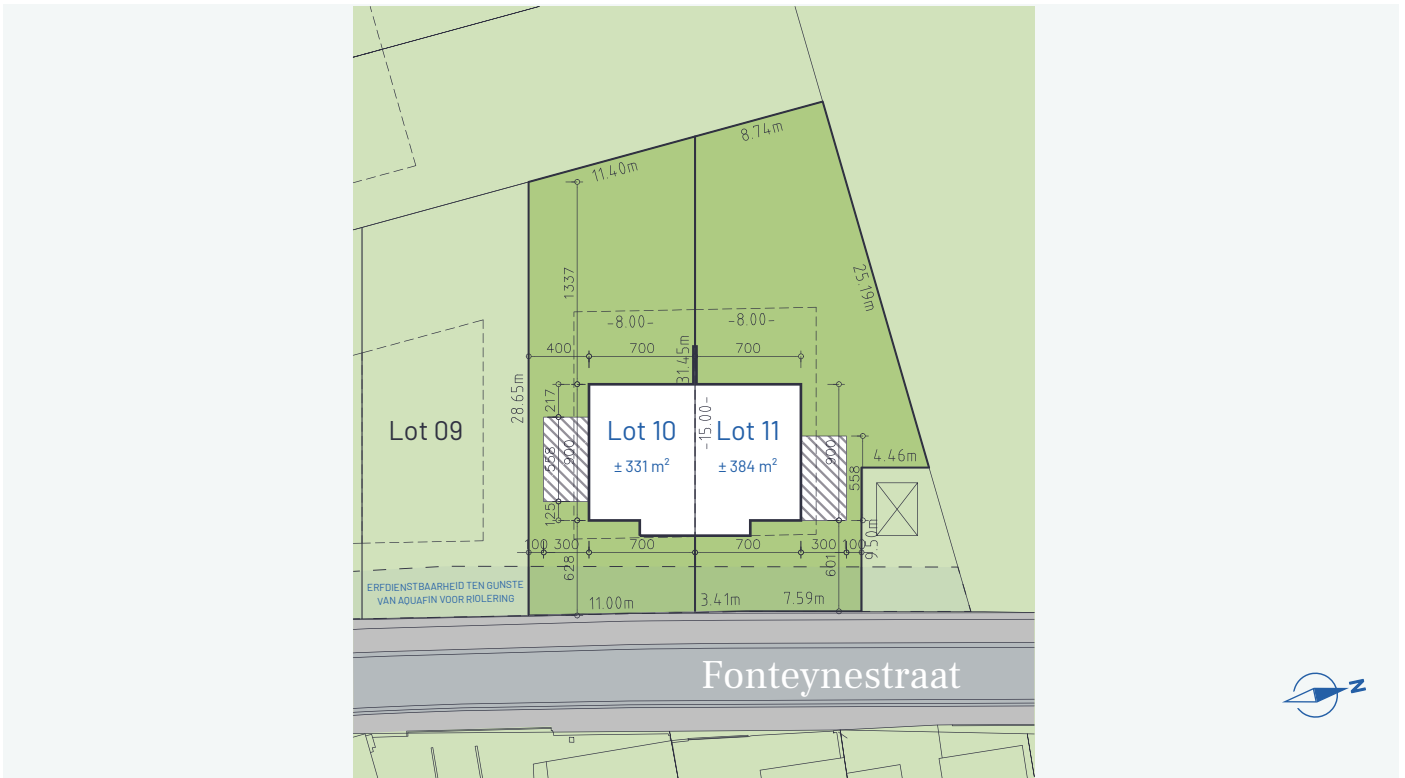 8.74m
11.40m
1337
25.19m
-8.00-
-8.00-
400
700
700
31.45m
28.65m
217
-15.00-
Lot 09
Lot 10
Lot 11
± 331 m²
± 384 m²
558
900
900
558
4.46m
125
9.50m
100
300
700
700
300
100
628
601
ERFDIENSTBAARHEID TEN GUNSTE
VAN AQUAFIN VOOR RIOLERING
11.00m
3.41m
7.59m
Fonteynestraat
N